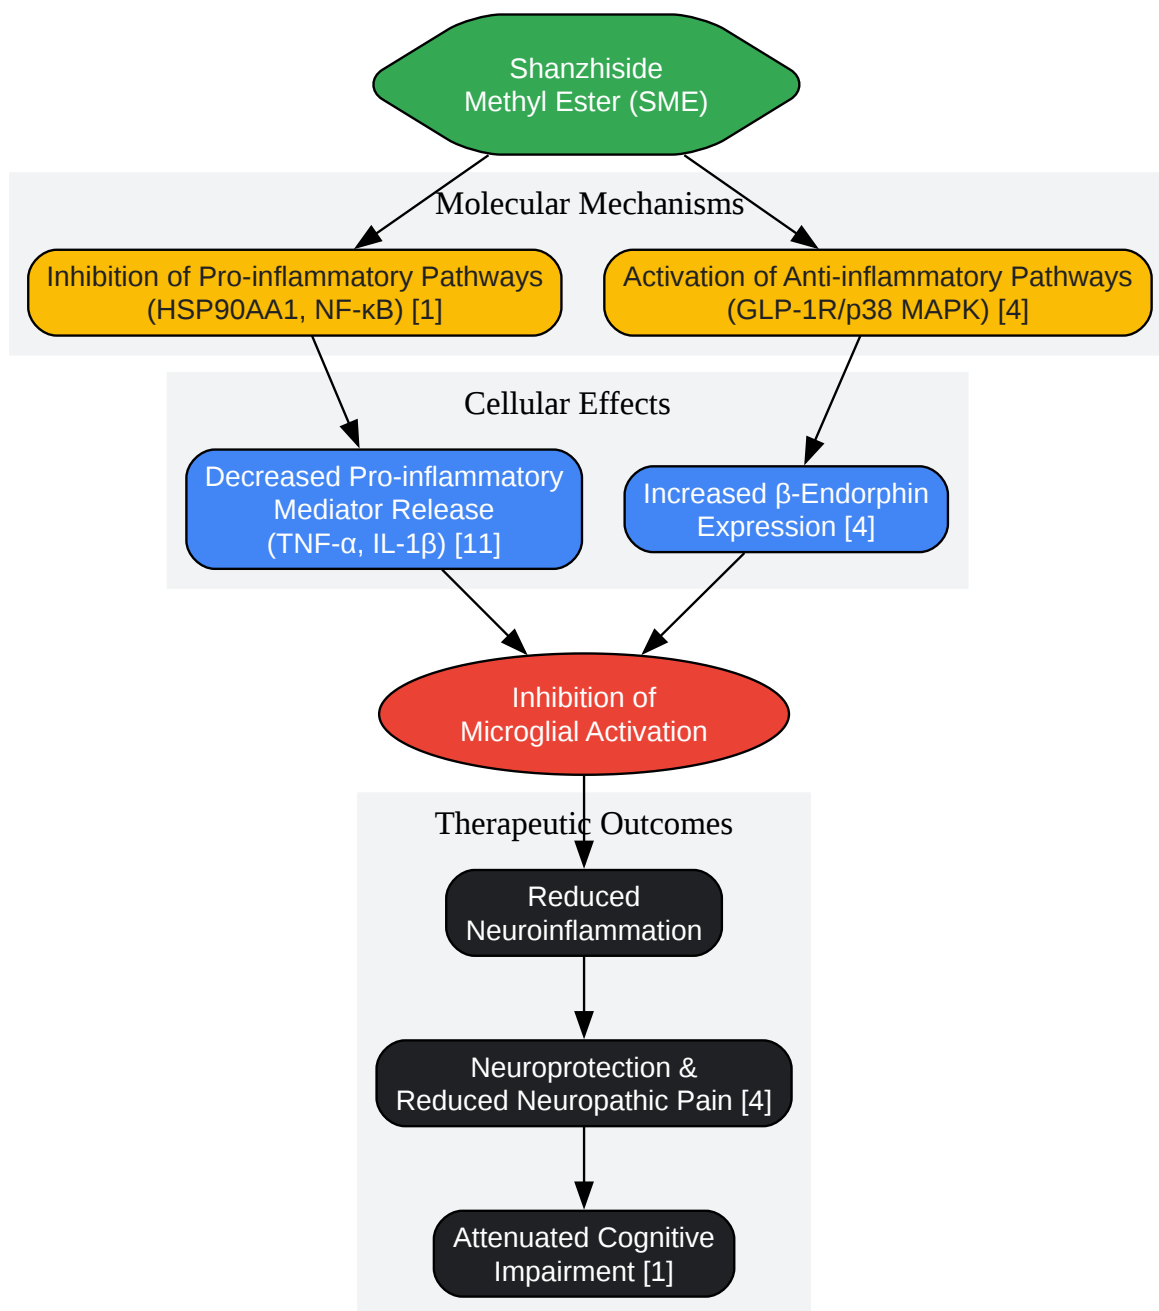 Shanzhiside
Methyl Ester (SME)
Molecular Mechanisms
Inhibition of Pro-inflammatory Pathways
(HSP90AA1, NF-κB) [1]
Activation of Anti-inflammatory Pathways
(GLP-1R/p38 MAPK) [4]
Cellular Effects
Decreased Pro-inflammatory
Mediator Release
(TNF-α, IL-1β) [11]
Increased β-Endorphin
Expression [4]
Inhibition of
Microglial Activation
Therapeutic Outcomes
Reduced
Neuroinflammation
Neuroprotection &
Reduced Neuropathic Pain [4]
Attenuated Cognitive
Impairment [1]